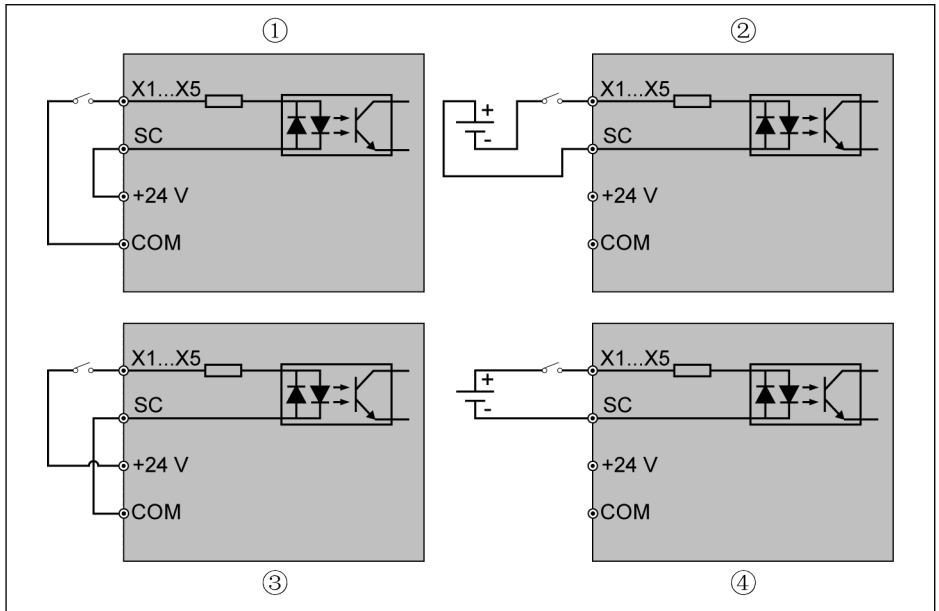 ①
②
X1...X5
SC
+24 V
COM
+
-
X1...X5
SC
+24 V
COM
X1...X5
SC
+24 V
COM
+
-
X1...X5
SC
+24 V
COM
③
④